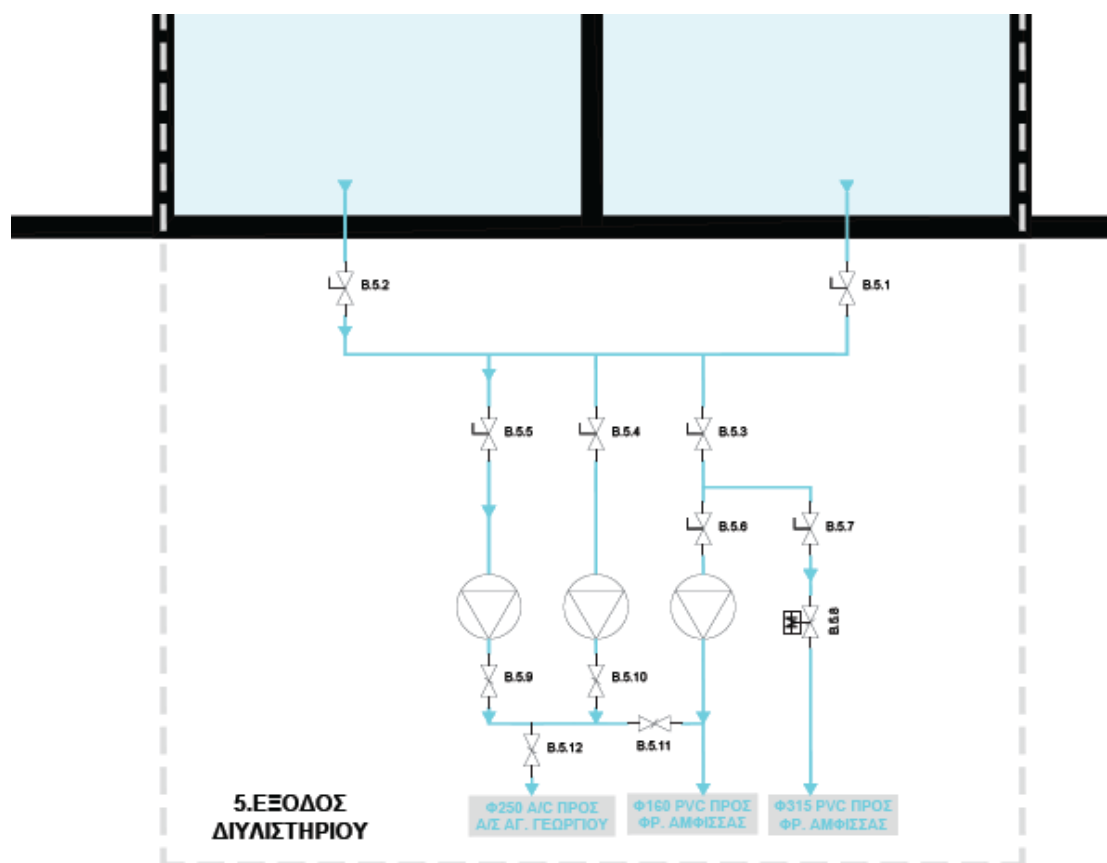 B.5.2
B.5.1
B.5.5
B.5.4
B.5.3
B.5.6
B.5.7
M
B.5.8
B.5.9
B.5.10
B.5.12
B.5.11
5.ΕΞΟΔΟΣ
ΔΙΥΛΙΣΤΗΡΙΟΥ
Φ250 A/C ΠΡΟΣ
Α/Σ ΑΓ. ΓΕΩΡΓΙΟΥ
Φ160 PVC ΠΡΟΣ
ΦΡ. ΑΜΦΙΣΣΑΣ
Φ315 PVC ΠΡΟΣ
ΦΡ. ΑΜΦΙΣΣΑΣ